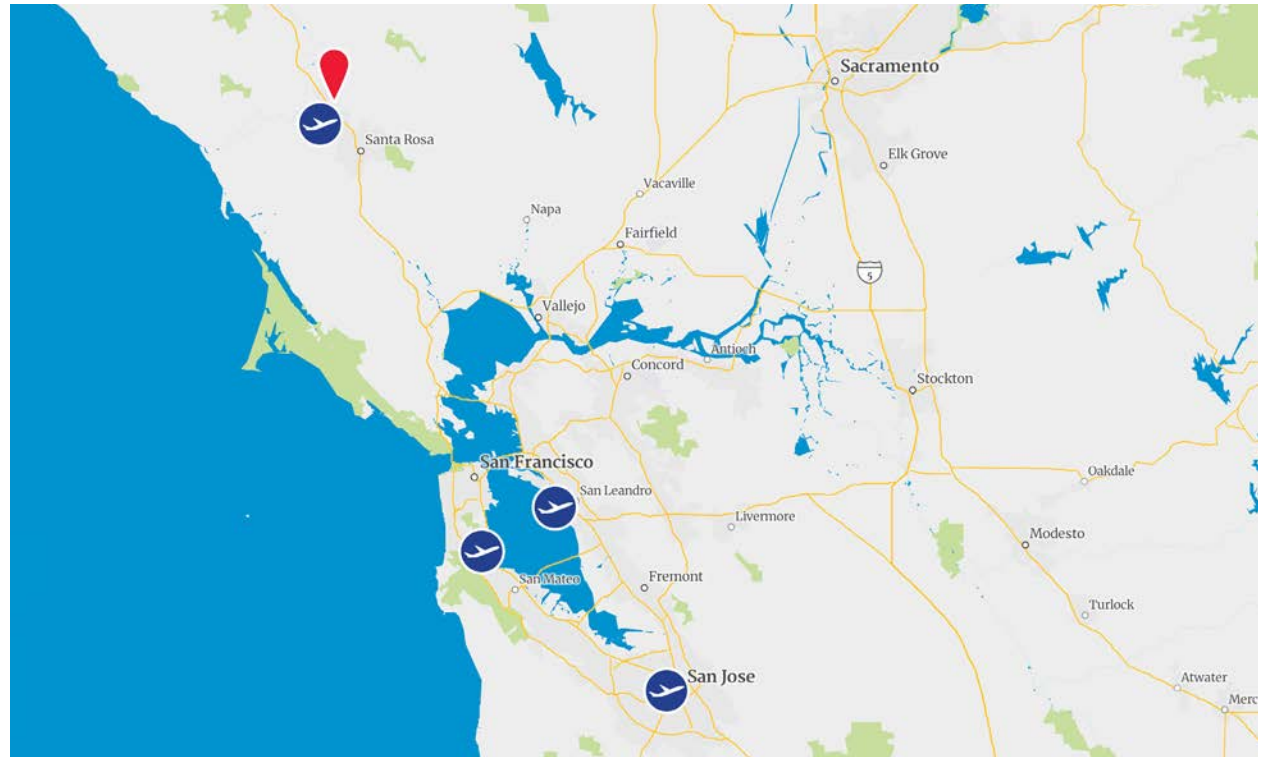 Sacramento
Santa Rosa
Elk Grove
Vacaville
Napa
Fairfield
5
Vallejo
Antioch
Concord
Stockton
San Francisco
Oakdale
San Leandro
Livermore
Modesto
San Mateo
Fremont
Turlock
San Jose
Atwater
Merc